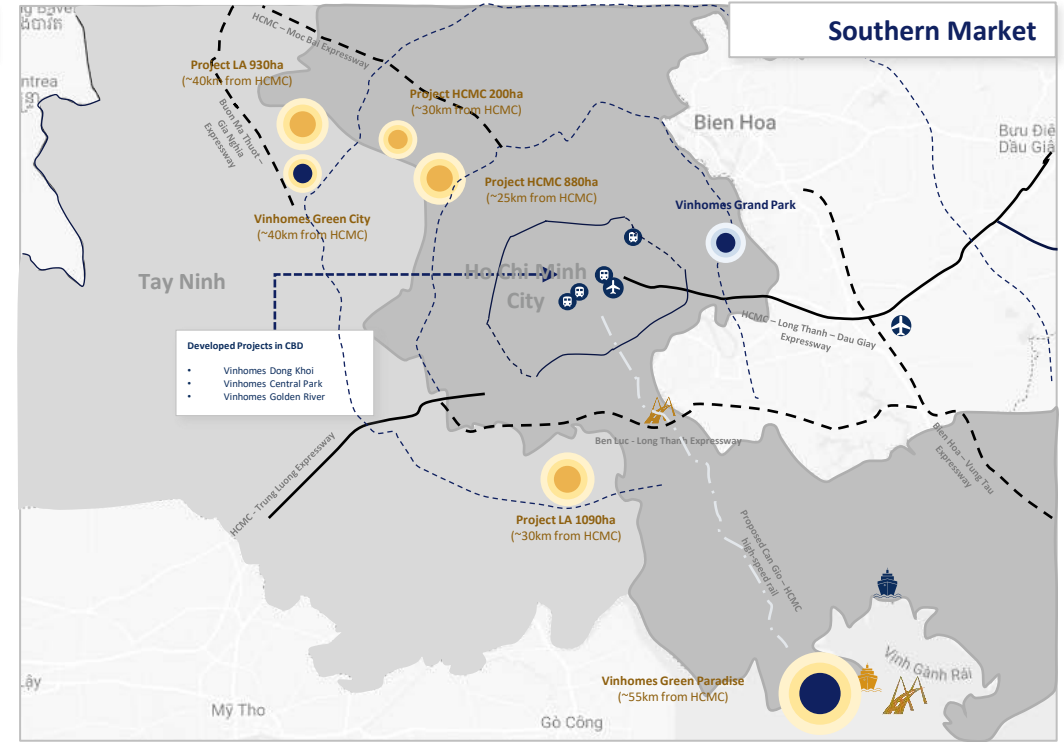 Southern Market
HCMC – Moc Bai Expressway
Project LA 930ha
(~40km from HCMC)
ntrea
Project HCMC 200ha
(~30km from HCMC)
Buon Ma Thuot –
Gia Nghia
Expressway
Bien Hoa
Bưu Điệ
Dầu Giâ
Project HCMC 880ha
(~25km from HCMC)
Vinhomes Green City
(~40km from HCMC)
Vinhomes Grand Park
Tay Ninh
Ho Chi Minh
City
HCMC – Long Thanh – Dau Giay
Expressway
Developed Projects in CBD
• Vinhomes Dong Khoi
• Vinhomes Central Park
• Vinhomes Golden River
HCMC - Trung Luong Expressway
Ben Luc - Long Thanh Expressway
Bien Hoa – Vung Tau
Expressway
Project LA 1090ha
(~30km from HCMC)
Proposed Can Gio – HCMC
high-speed rail
Vinhomes Green Paradise
(~55km from HCMC)
Vịnh Gành Rái
ậy
Mỹ Tho
Gò Công